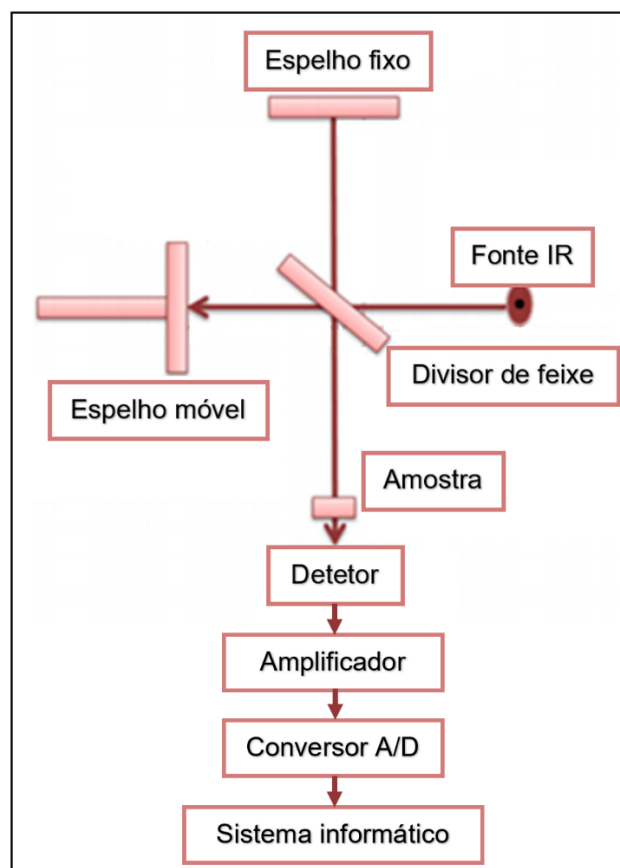 Espelho fixo
Fonte IR
Divisor de feixe
Espelho móvel
Amostra
Detetor
Amplificador
Conversor A/D
Sistema informático